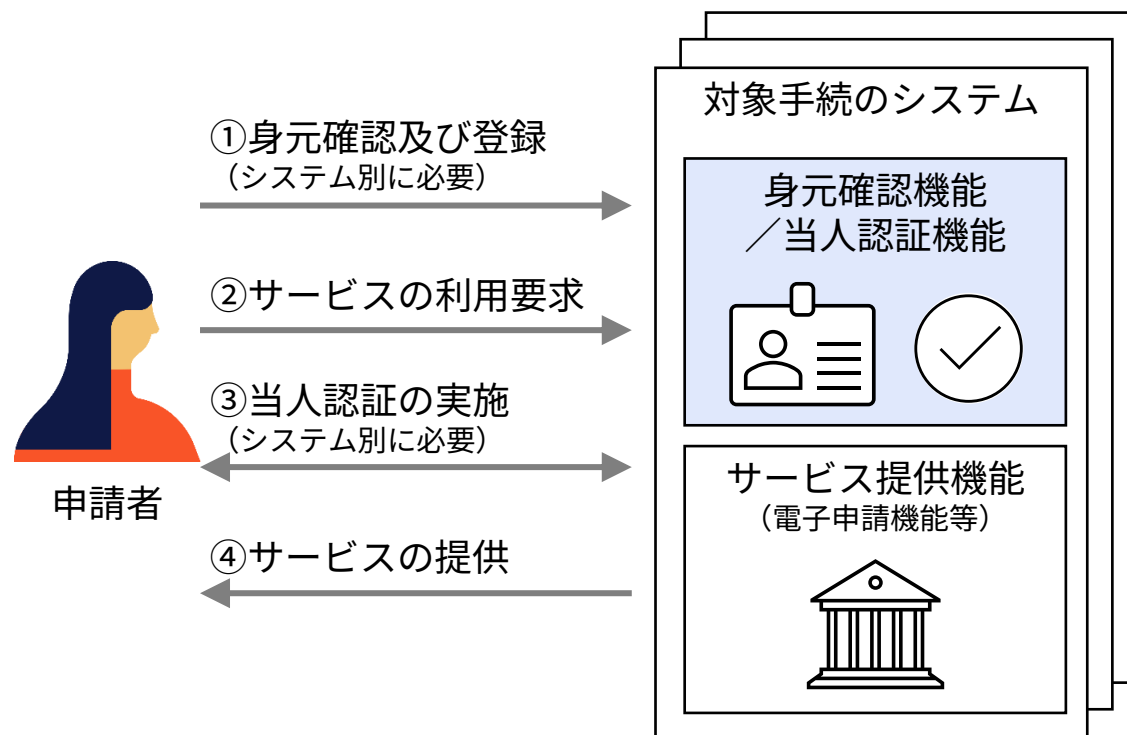 ①身元確認及び登録
（システム別に必要）
②サービスの利用要求
③当人認証の実施
（システム別に必要）
④サービスの提供
申請者
対象手続のシステム
身元確認機能
／当人認証機能
サービス提供機能
（電子申請機能等）